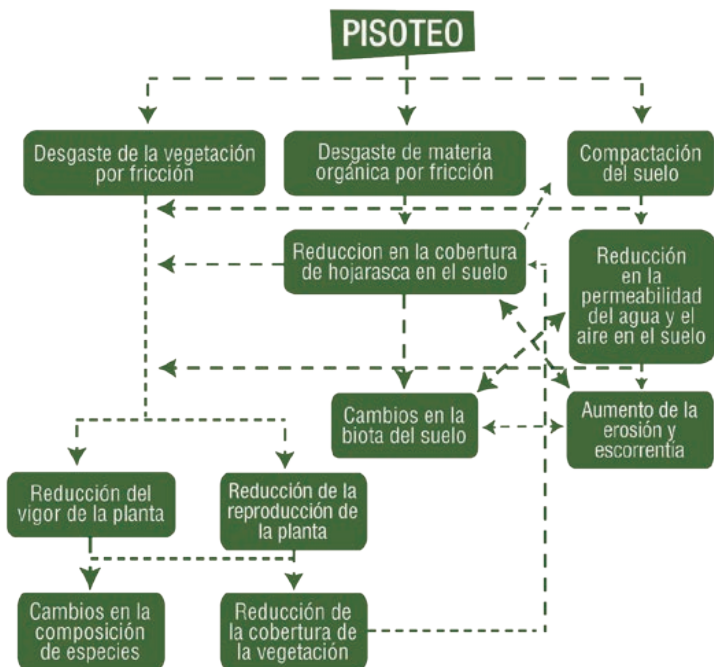 PISOTEO
Desgaste de la vegetación
por fricción
Desgaste de materia
orgánica por fricción
Compactación
del suelo
Reduccion en la cobertura
de hojarasca en el suelo
Reducción
en la
permeabilidad
del agua y el
aire en el suelo
Cambios en la
biota del suelo
Aumento de la
erosión y
escorrentía
Reducción del
vigor de la planta
Reducción de la
reproducción de
la planta
Cambios en la
composición
de especies
Reducción de
la cobertura de
la vegetación